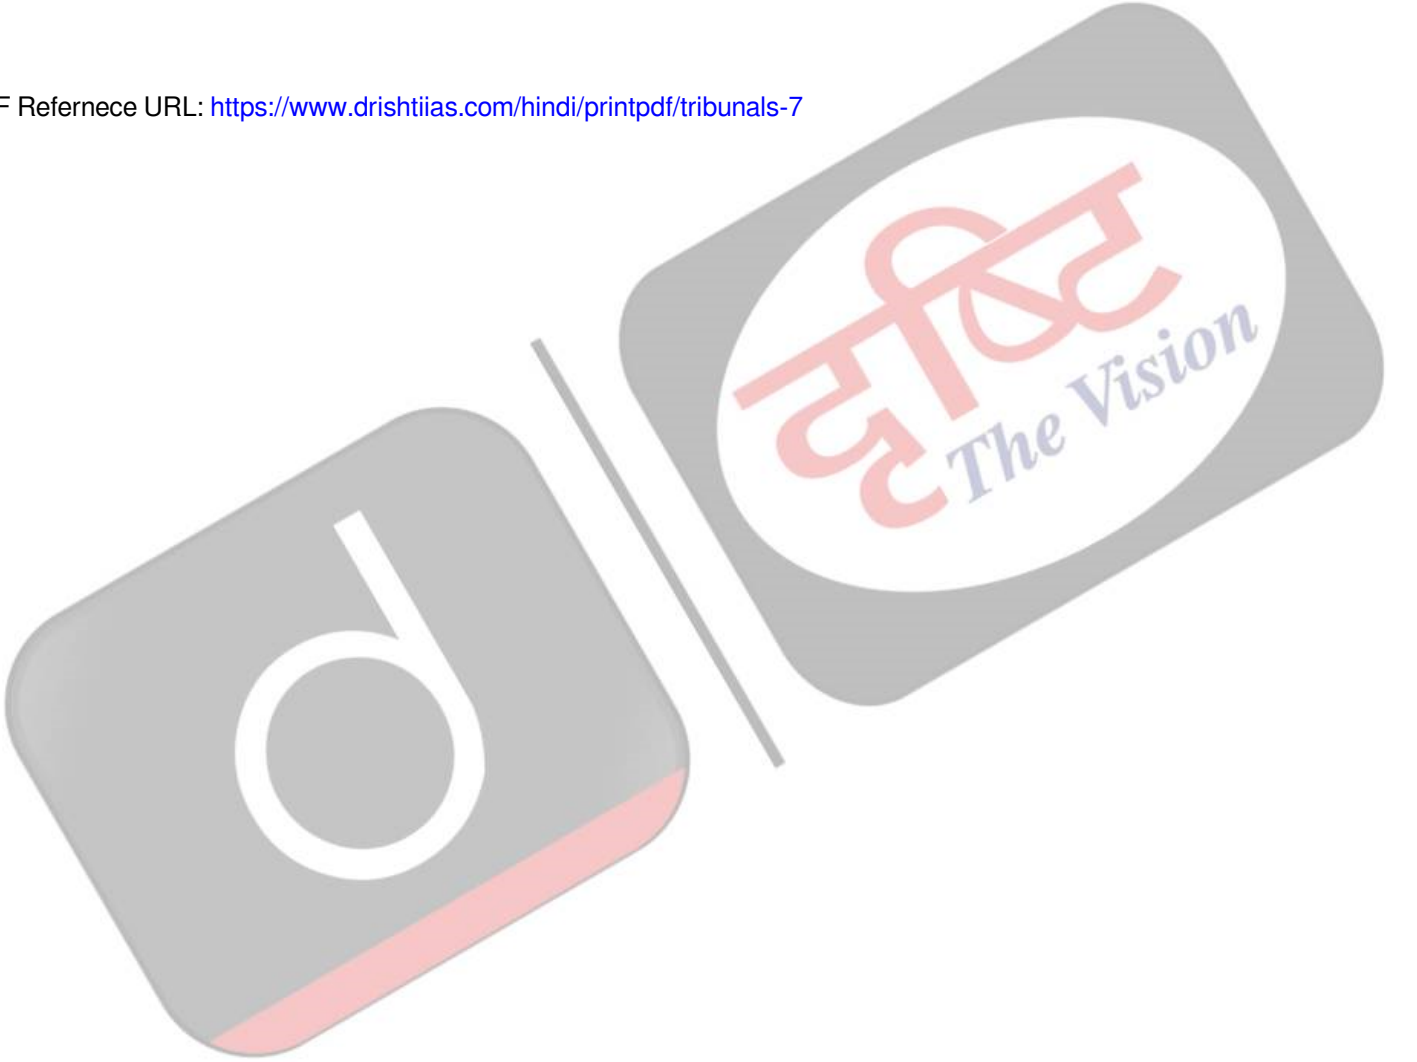 F Refernece URL: https://www.drishtiias.com/hindi/printpdf/tribunals-7
दृष्टि
The Vision
d